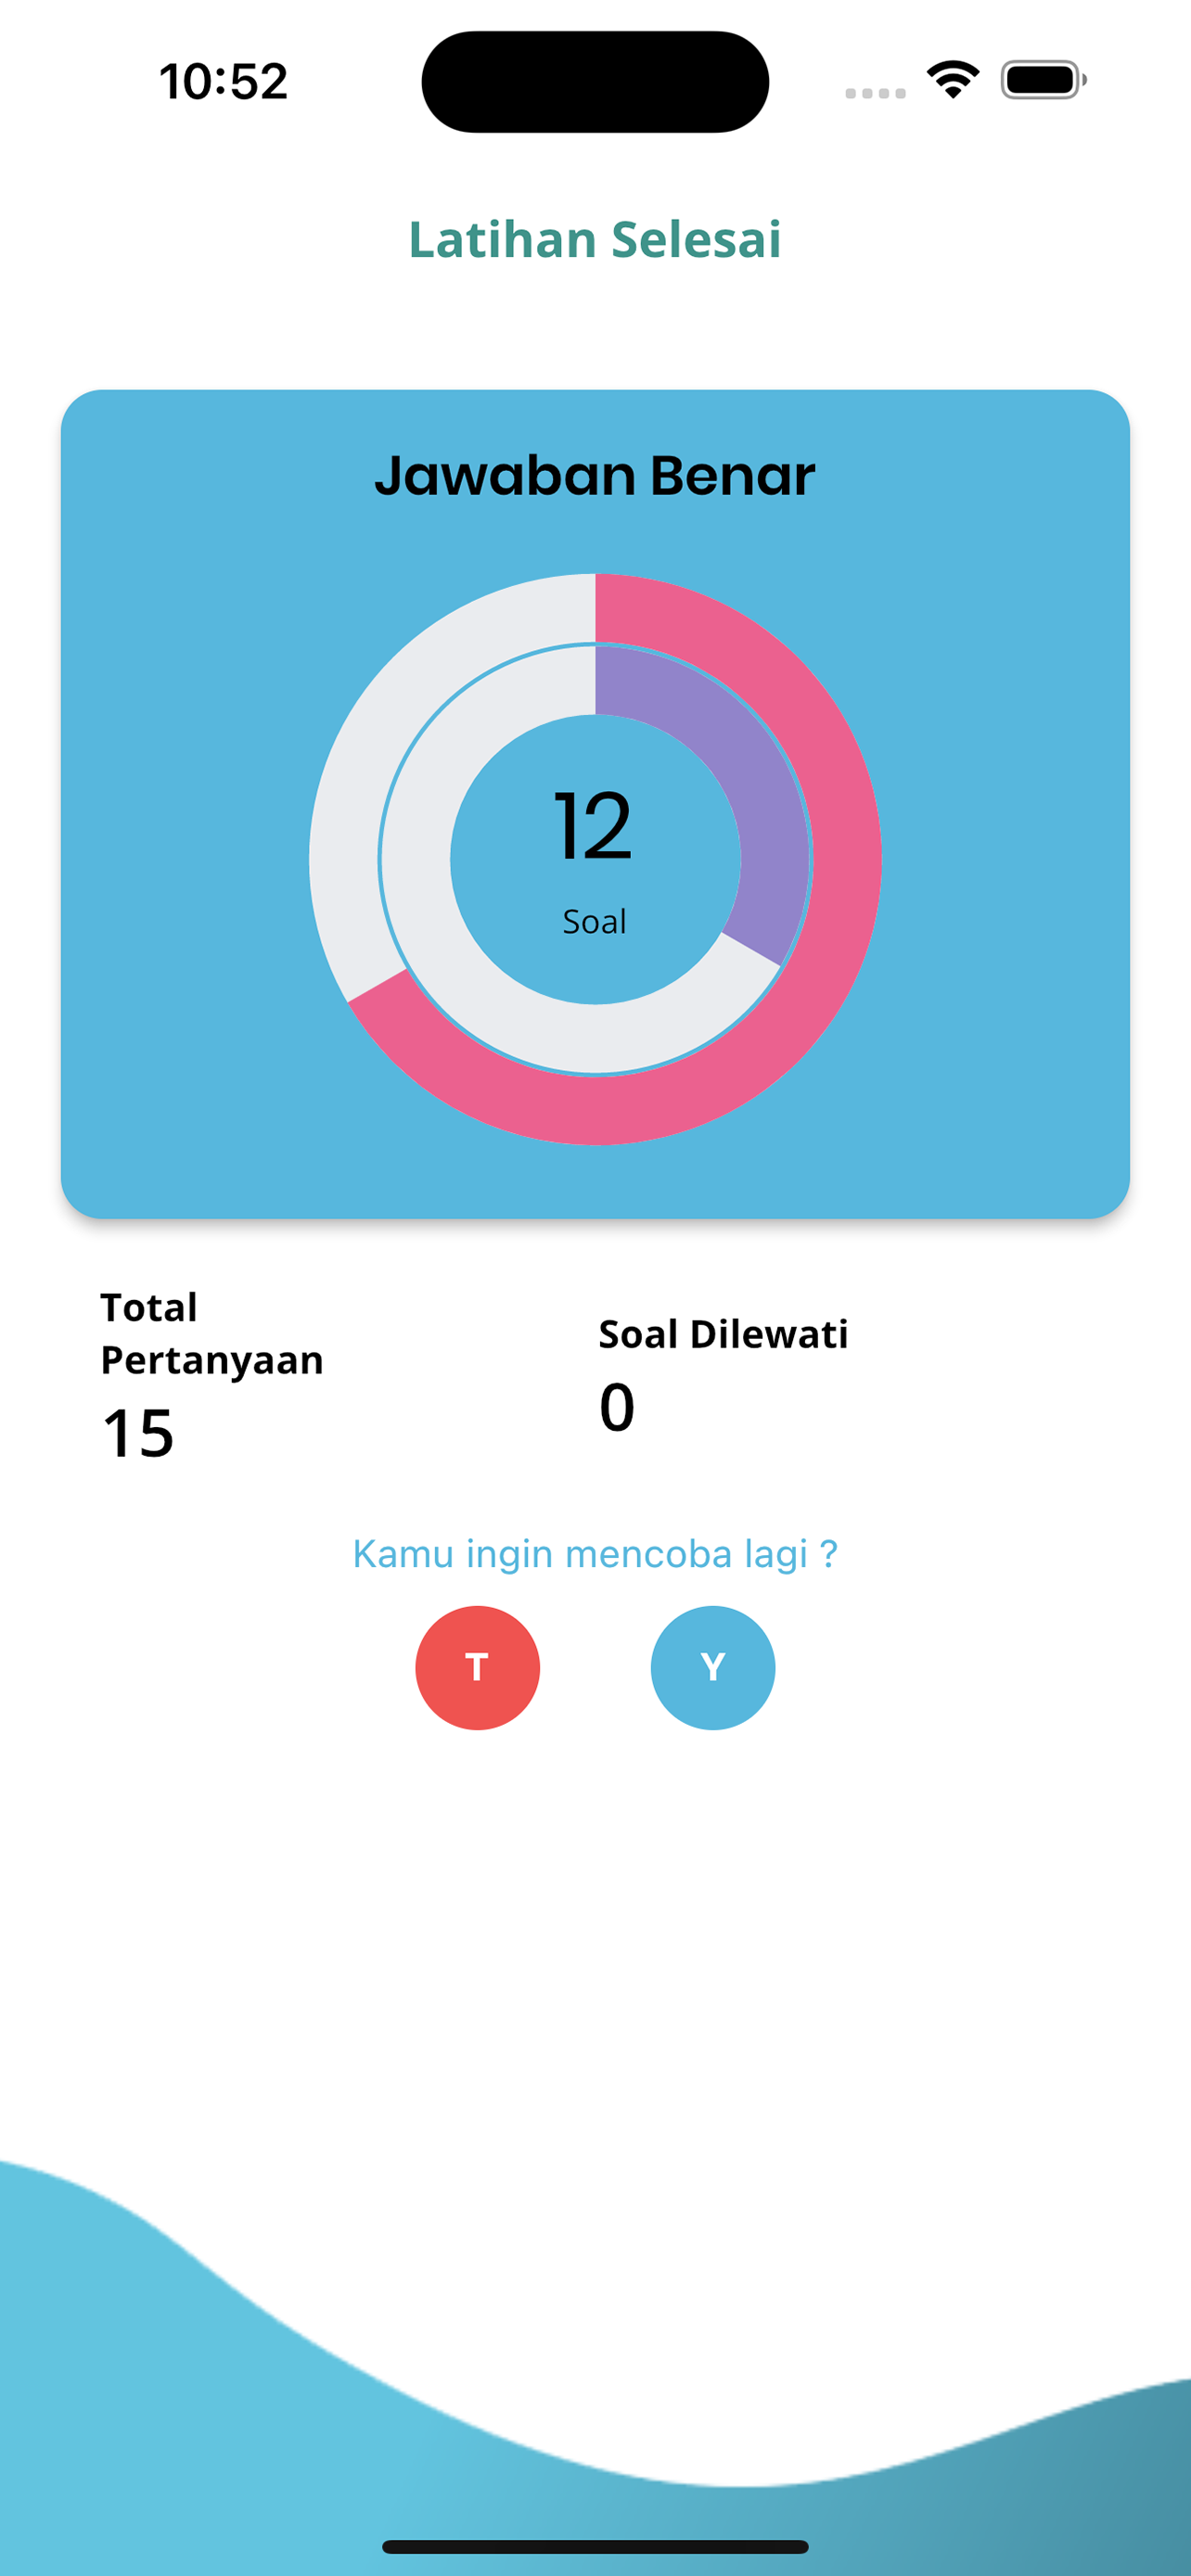 10:52
Latihan Selesai
Jawaban Benar
12
Soal
Total
Pertanyaan
15
Soal Dilewati
0
Kamu ingin mencoba lagi ?
T
Y